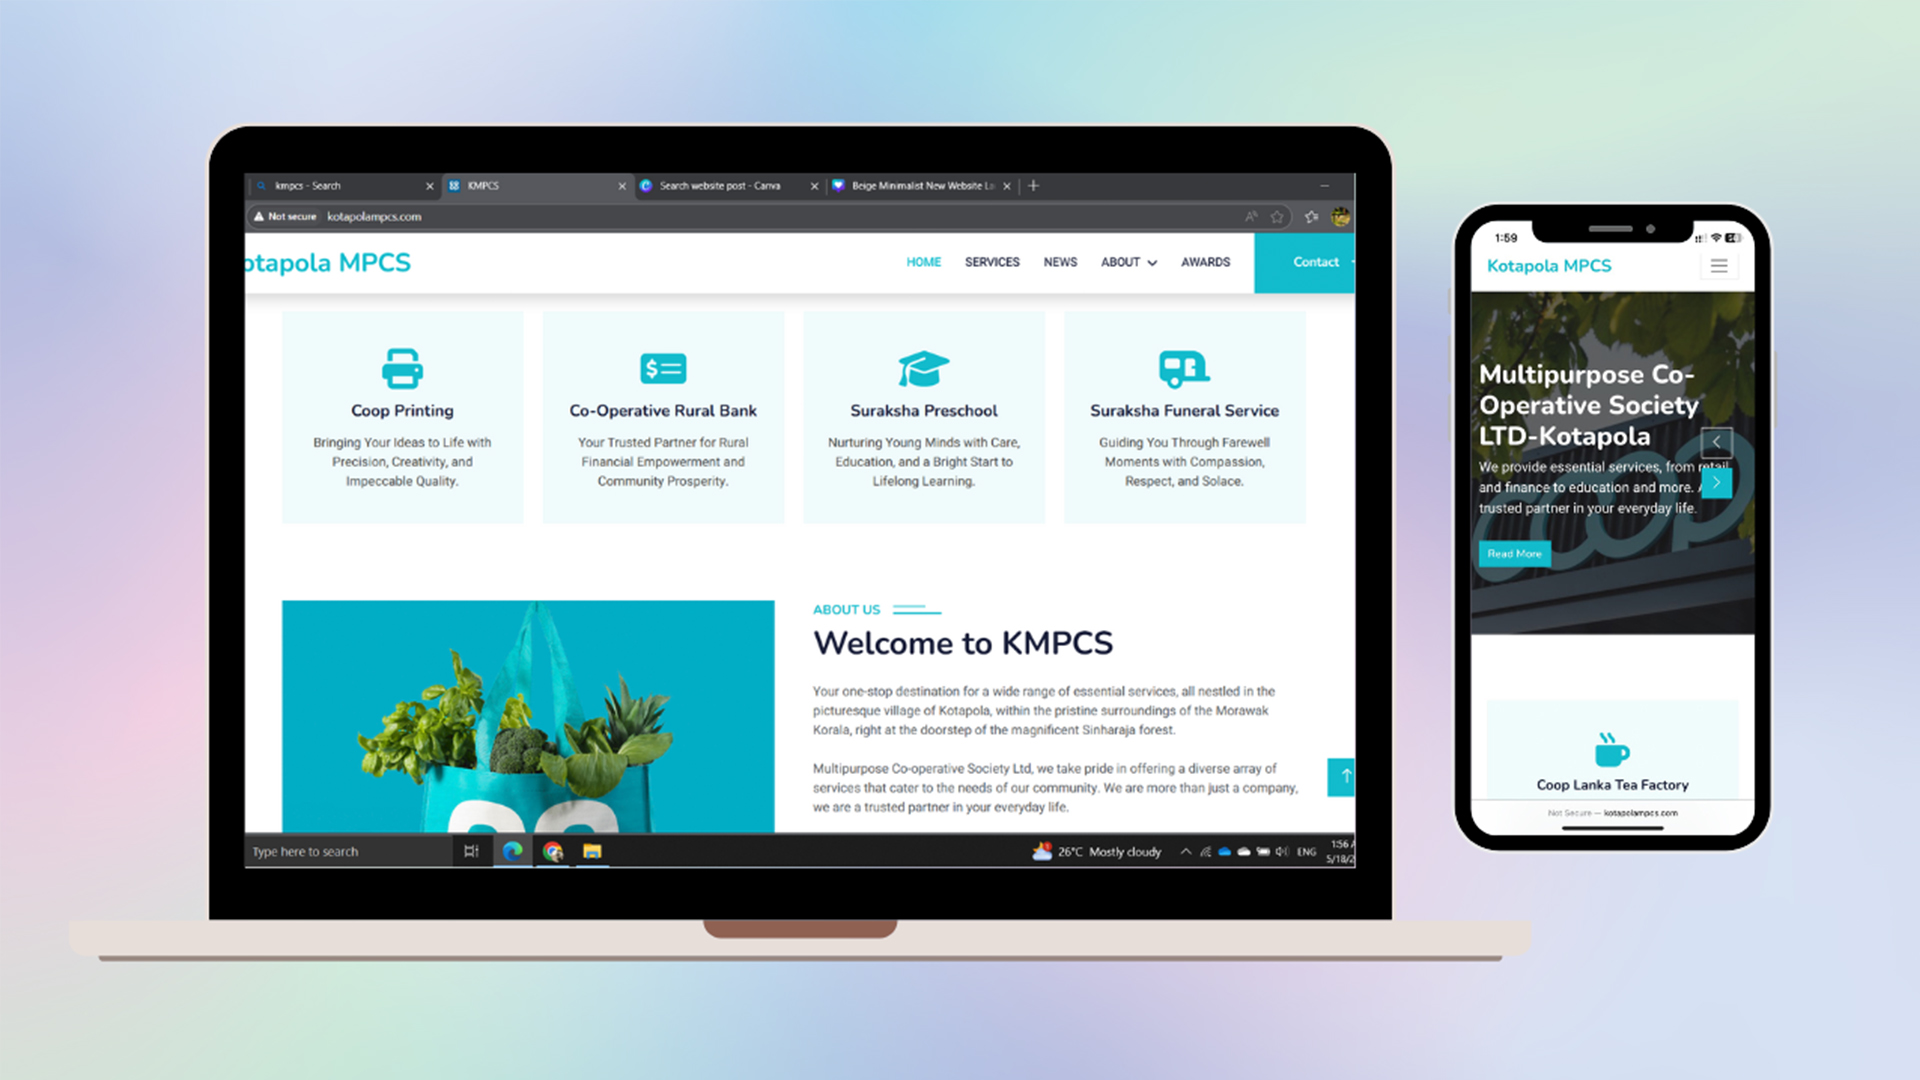 kmpcs - Search
KMPCS
Search website post - Canva
Beige Minimalist New Website La
Not secure
kotapolampcs.com
otapola MPCS
HOME
SERVICES
NEWS
ABOUT
AWARDS
Contact
Coop Printing
Bringing Your Ideas to Life with
Precision, Creativity, and
Impeccable Quality.
Co-Operative Rural Bank
Your Trusted Partner for Rural
Financial Empowerment and
Community Prosperity.
Suraksha Preschool
Nurturing Young Minds with Care,
Education, and a Bright Start to
Lifelong Learning.
Suraksha Funeral Service
Guiding You Through Farewell
Moments with Compassion,
Respect, and Solace.
ABOUT US
Welcome to KMPCS
Your one-stop destination for a wide range of essential services, all nestled in the
picturesque village of Kotapola, within the pristine surroundings of the Morawak
Korala, right at the doorstep of the magnificent Sinharaja forest.
Multipurpose Co-operative Society Ltd, we take pride in offering a diverse array of
services that cater to the needs of our community. We are more than just a company,
we are a trusted partner in your everyday life.
Type here to search
26°C Mostly cloudy
ENG
1:56 A
5/18/2
1:59
Kotapola MPCS
Multipurpose Co-
Operative Society
LTD-Kotapola
We provide essential services, from retail
and finance to education and more. A
trusted partner in your everyday life.
coop
Read More
Coop Lanka Tea Factory
Not Secure — kotapolampcs.com